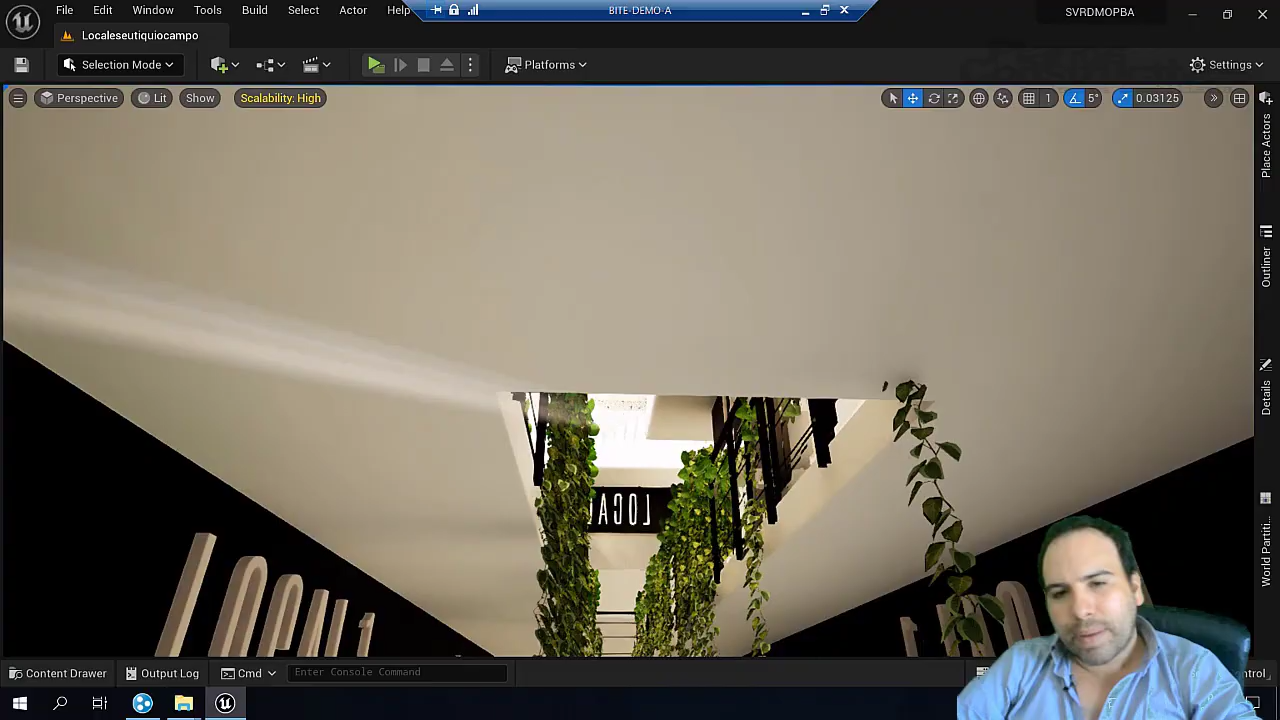 File Edit Window Tools Build Select Actor Help
BITE-DEMO-A
SVRDMOPBA
Localeseutiquiocampo
Selection Mode
Platforms
Settings
Perspective
Lit
Show
Scalability: High
1
5°
0.03125
Place Actors
Outliner
Details
World Partiti
LOCAL
Content Drawer
Output Log
Cmd
Enter Console Command